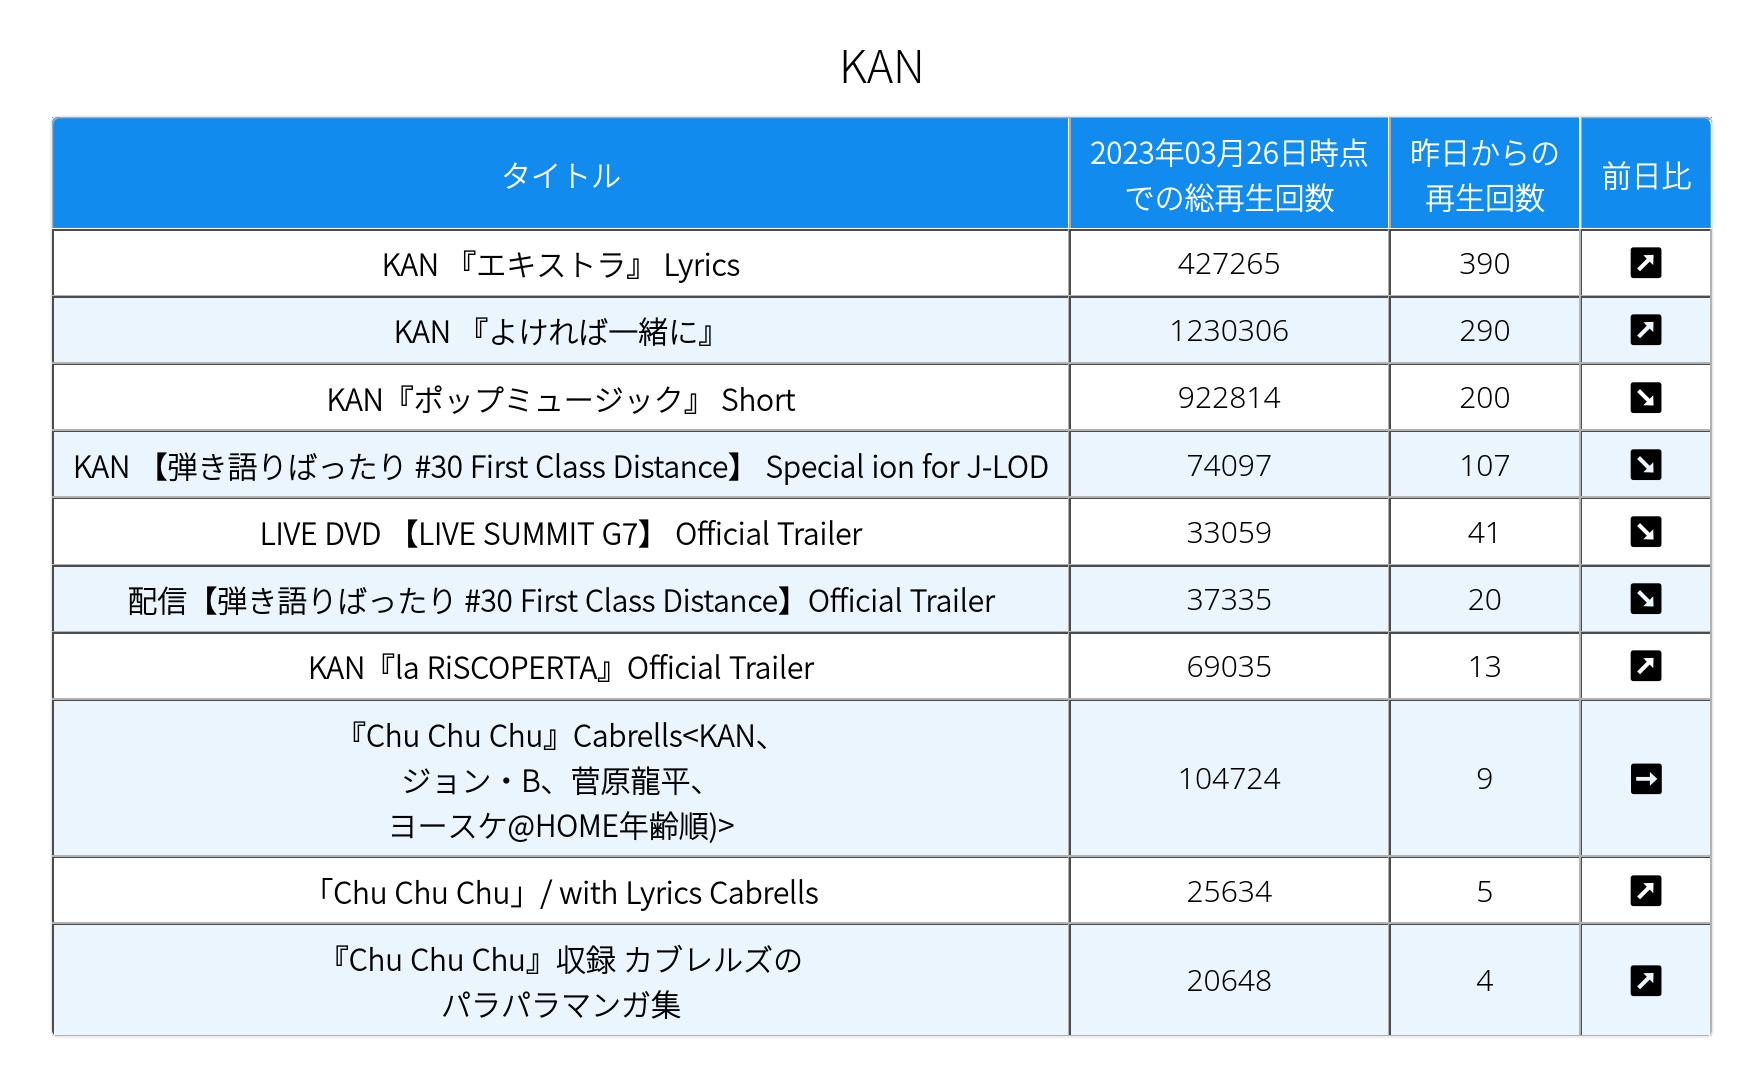 KAN
タイトル
2023年03月26日時点
での総再生回数
昨日からの
再生回数
前日比
KAN 『エキストラ』 Lyrics
427265
390
KAN 『よければ一緒に』
1230306
290
KAN『ポップミュージック』 Short
922814
200
KAN 【弾き語りばったり #30 First Class Distance】 Special ion for J-LOD
74097
107
LIVE DVD 【LIVE SUMMIT G7】 Official Trailer
33059
41
配信【弾き語りばったり #30 First Class Distance】Official Trailer
37335
20
KAN『la RiSCOPERTA』Official Trailer
69035
13
『Chu Chu Chu』Cabrells<KAN、
ジョン・B、菅原龍平、
ヨースケ@HOME年齢順)>
104724
9
「Chu Chu Chu」/ with Lyrics Cabrells
25634
5
『Chu Chu Chu』収録 カブレルズの
パラパラマンガ集
20648
4